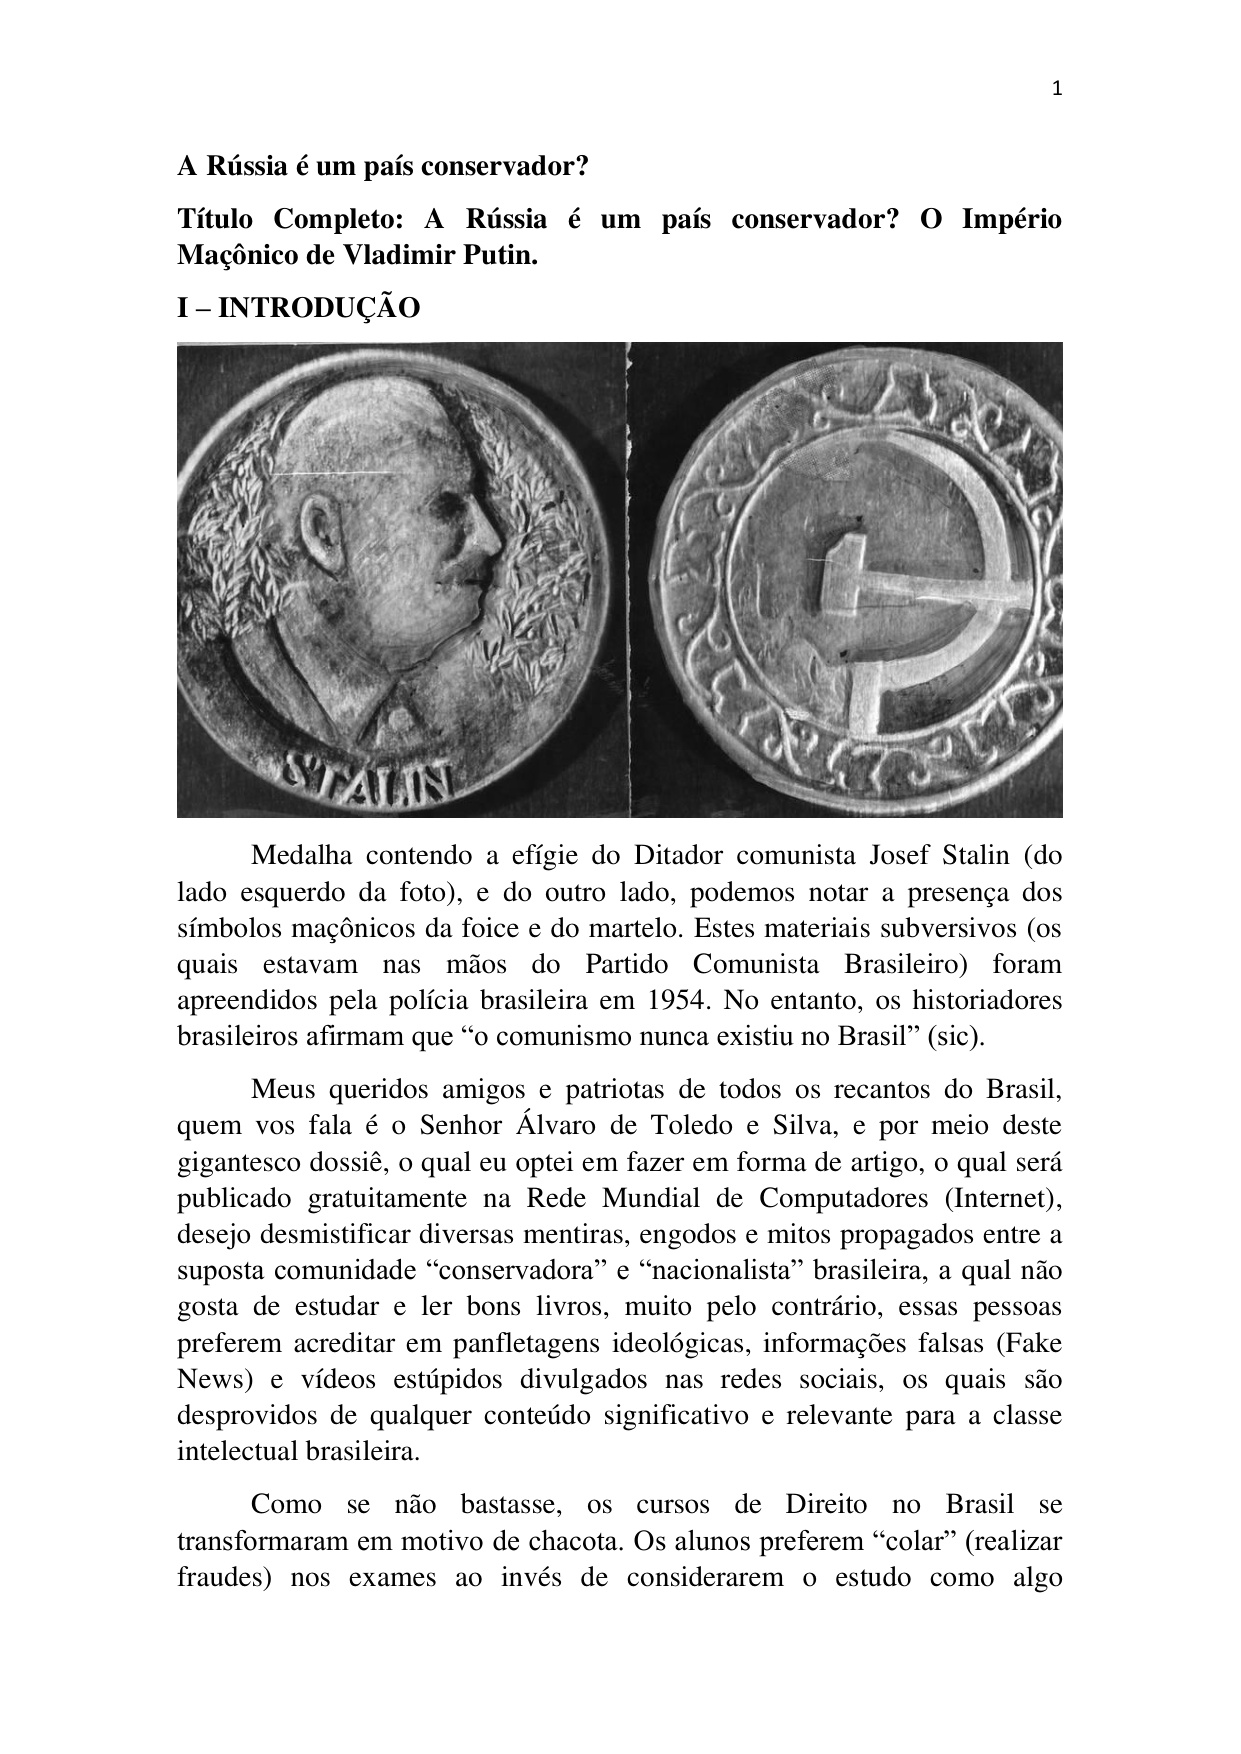 1
A Rússia é um país conservador?
Título Completo: A Rússia é um país conservador? O Império
Maçônico de Vladimir Putin.
I – INTRODUÇÃO
STALIN
Medalha contendo a efígie do Ditador comunista Josef Stalin (do
lado esquerdo da foto), e do outro lado, podemos notar a presença dos
símbolos maçônicos da foice e do martelo. Estes materiais subversivos (os
quais estavam nas mãos do Partido Comunista Brasileiro) foram
apreendidos pela polícia brasileira em 1954. No entanto, os historiadores
brasileiros afirmam que “o comunismo nunca existiu no Brasil” (sic).
Meus queridos amigos e patriotas de todos os recantos do Brasil,
quem vos fala é o Senhor Álvaro de Toledo e Silva, e por meio deste
gigantesco dossiê, o qual eu optei em fazer em forma de artigo, o qual será
publicado gratuitamente na Rede Mundial de Computadores (Internet),
desejo desmistificar diversas mentiras, engodos e mitos propagados entre a
suposta comunidade “conservadora” e “nacionalista” brasileira, a qual não
gosta de estudar e ler bons livros, muito pelo contrário, essas pessoas
preferem acreditar em panfletagens ideológicas, informações falsas (Fake
News) e vídeos estúpidos divulgados nas redes sociais, os quais são
desprovidos de qualquer conteúdo significativo e relevante para a classe
intelectual brasileira.
Como se não bastasse, os cursos de Direito no Brasil se
transformaram em motivo de chacota. Os alunos preferem “colar” (realizar
fraudes) nos exames ao invés de considerarem o estudo como algo